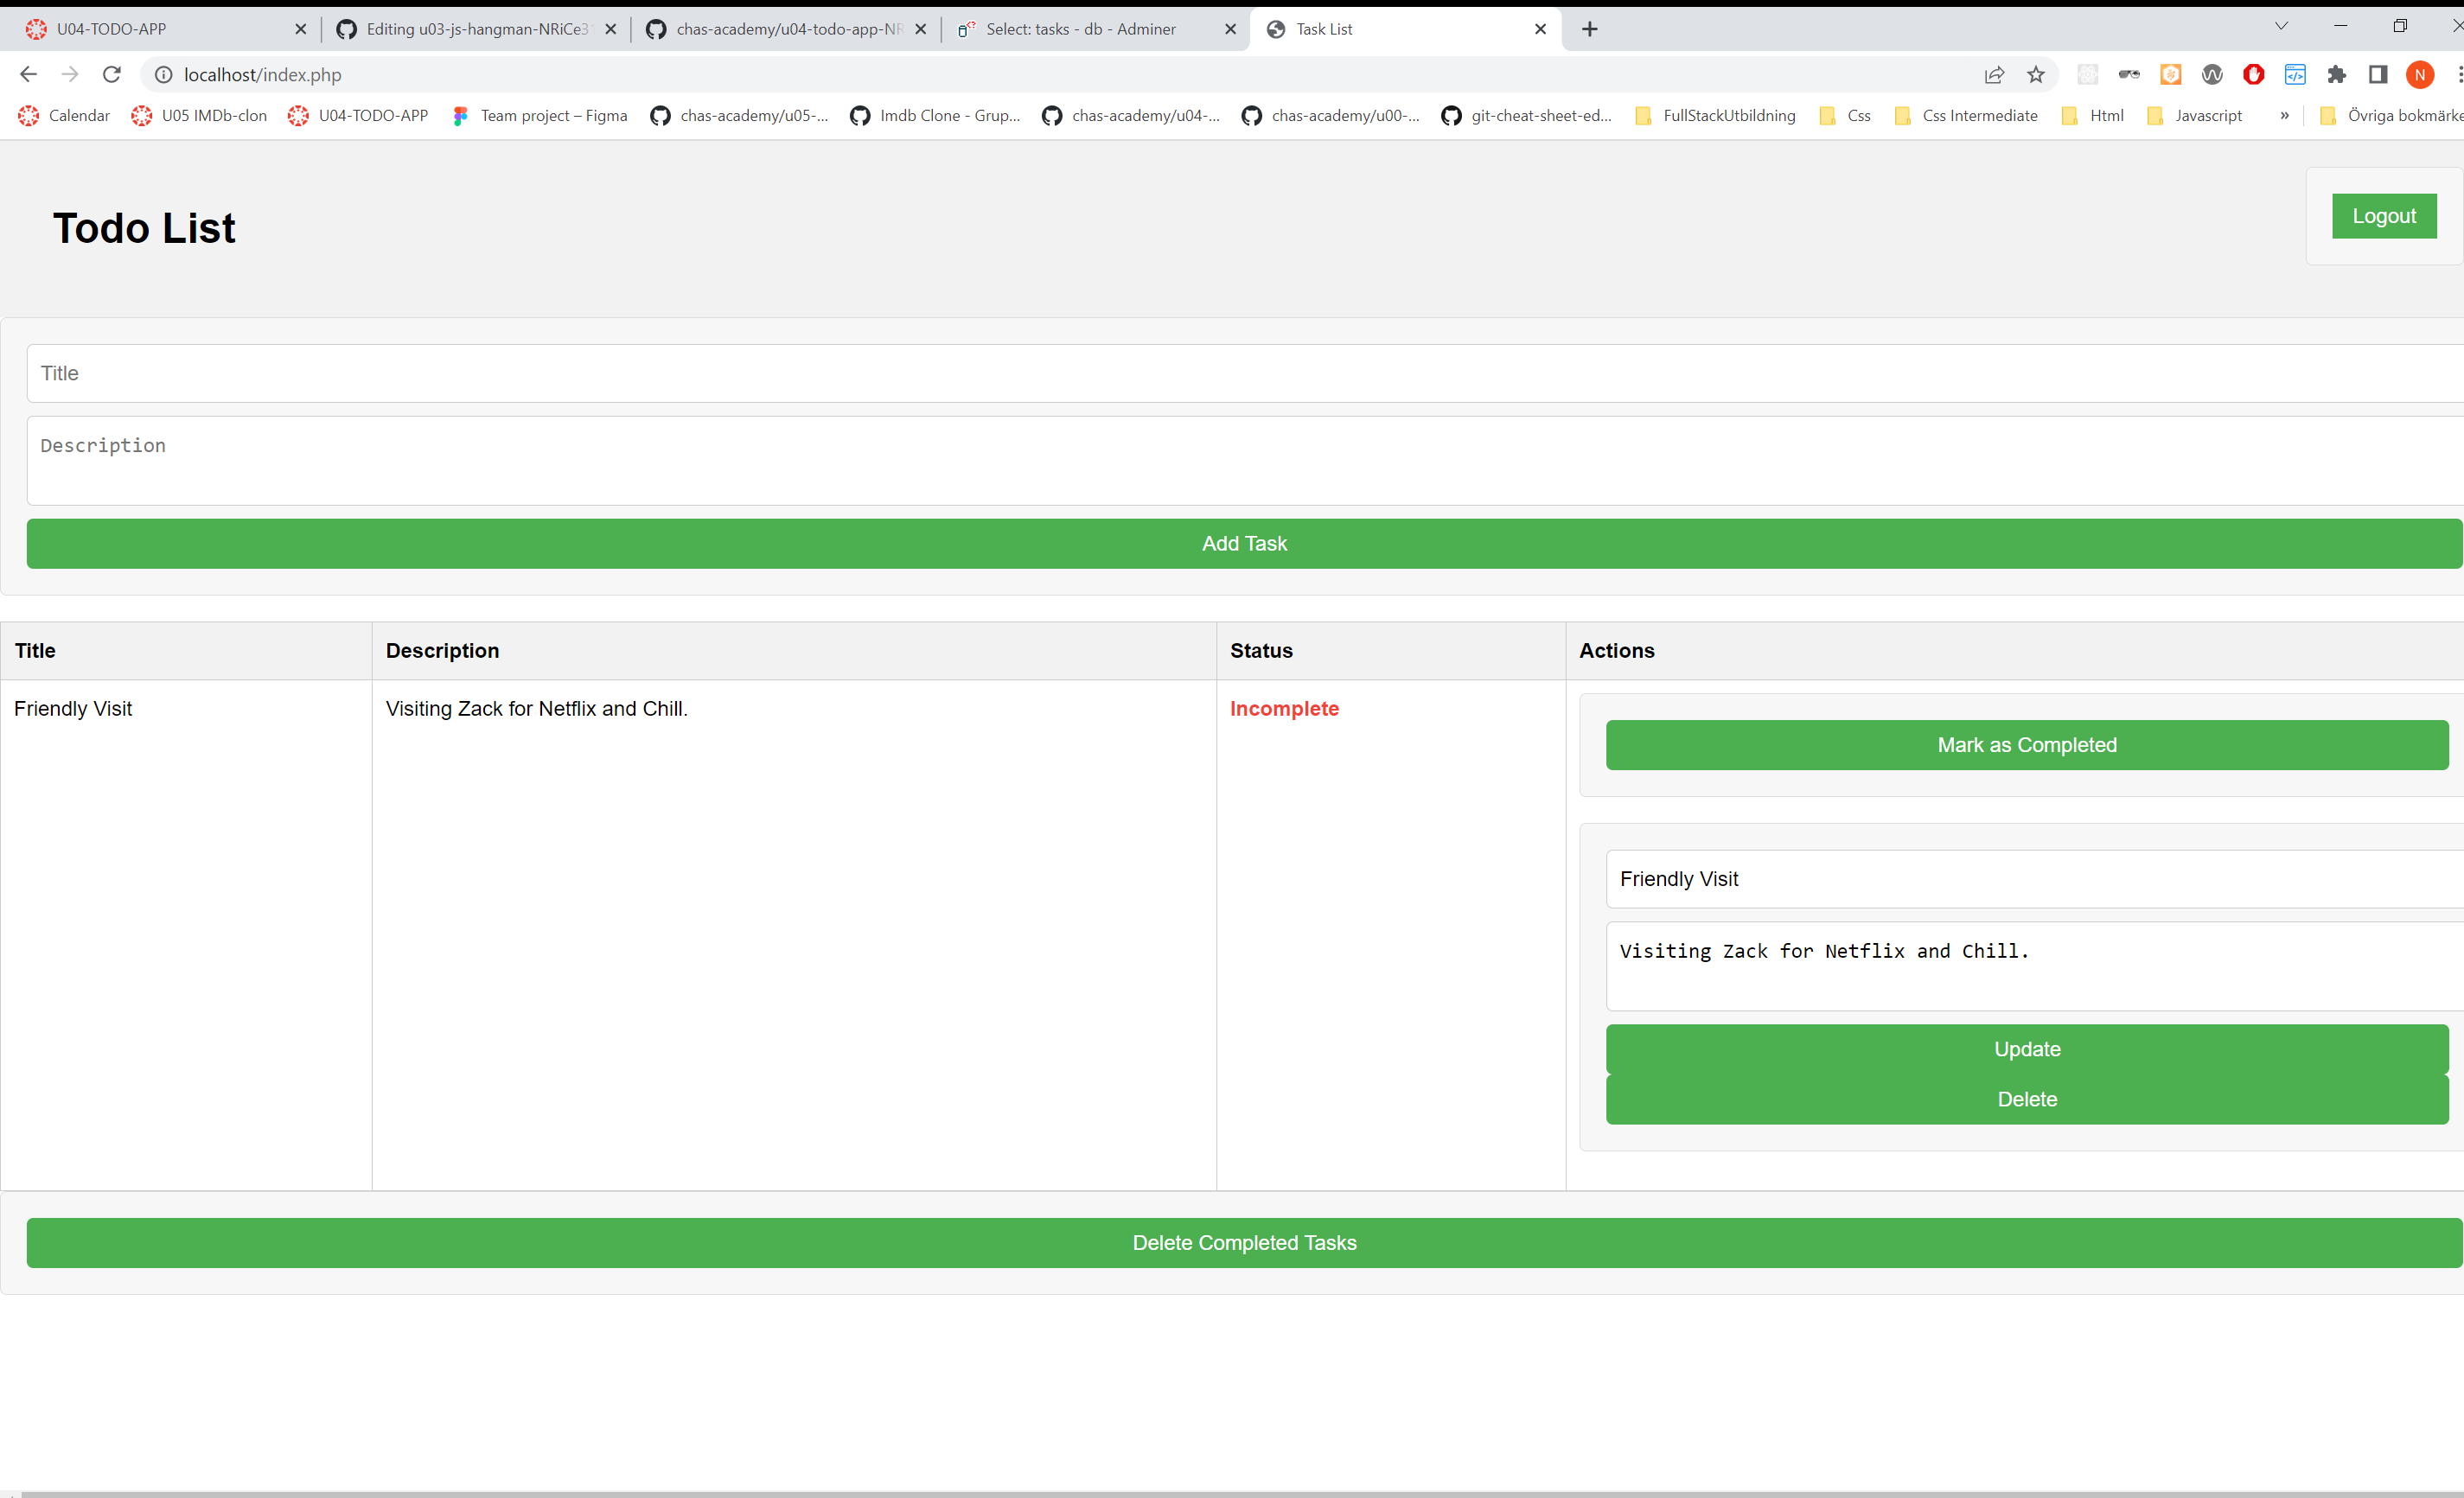 U04-TODO-APP
Editing u03-js-hangman-NRiCe3
chas-academy/u04-todo-app-NR
Select: tasks - db - Adminer
Task List
localhost/index.php
N
Calendar
U05 IMDb-clon
U04-TODO-APP
Team project – Figma
chas-academy/u05-...
Imdb Clone - Grup...
chas-academy/u04-...
chas-academy/u00-...
git-cheat-sheet-ed...
FullStackUtbildning
Css
Css Intermediate
Html
Javascript
»
Övriga bokmärke
Todo List
Logout
Title
Description
Add Task
Title Description Status Actions
Friendly Visit Visiting Zack for Netflix and Chill. Incomplete
Mark as Completed
Friendly Visit
Visiting Zack for Netflix and Chill.
Update
Delete
Delete Completed Tasks